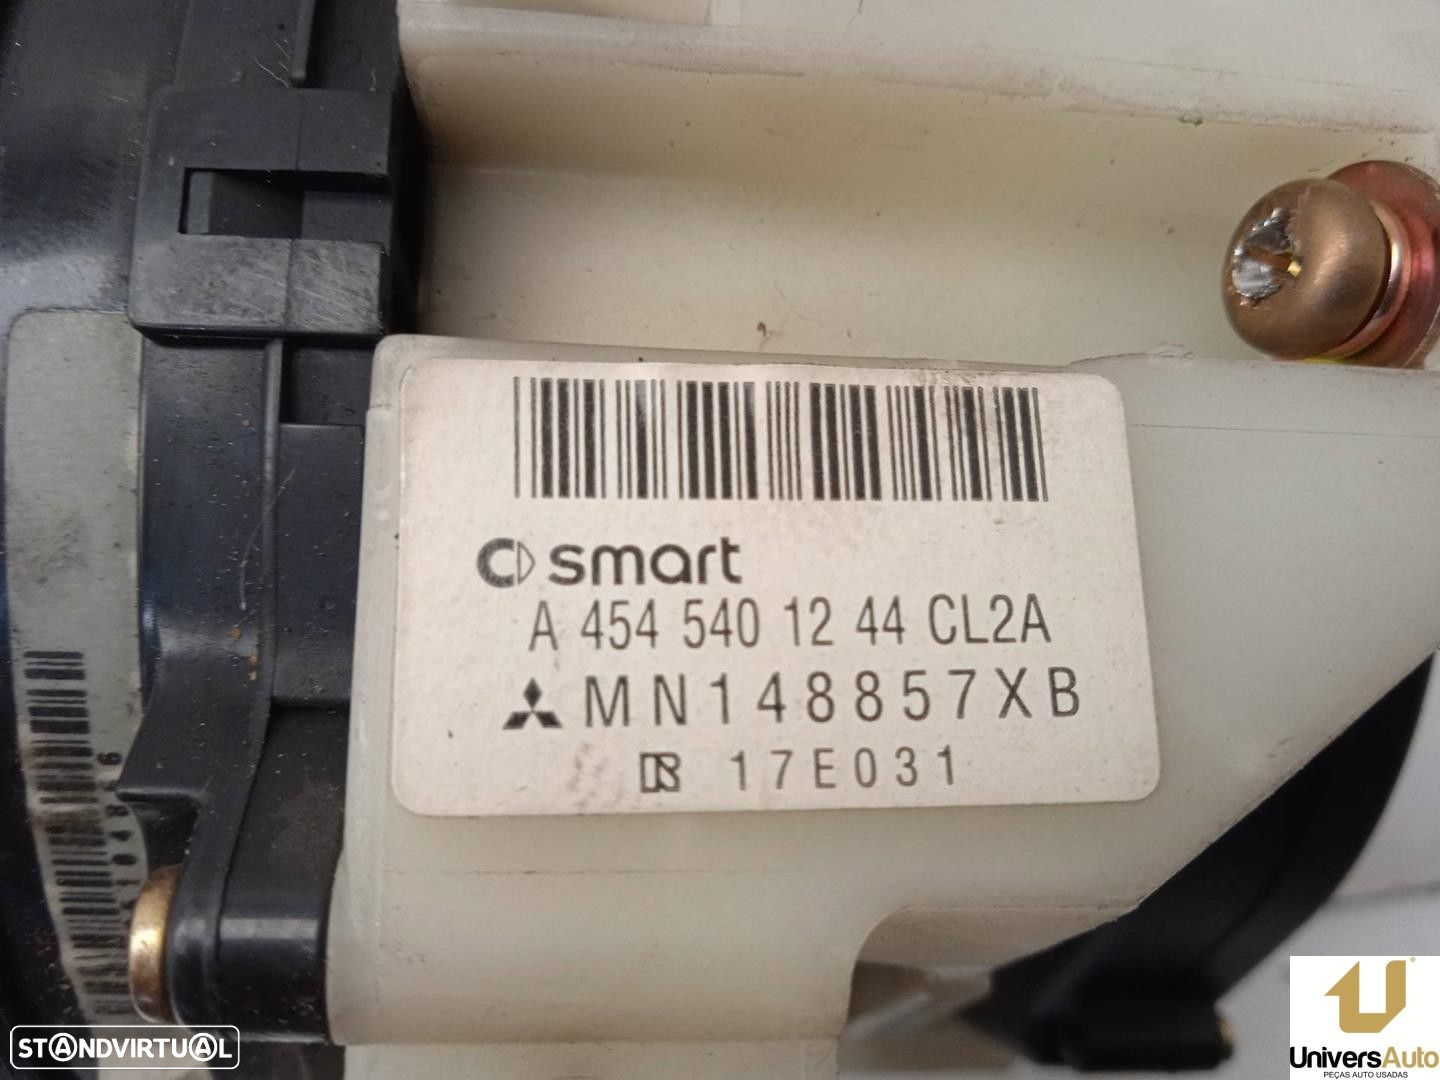 smart
A 454 540 12 44 CL2A
MN148857XB
17E031
STANDVIRTUAL
UniversAuto
PEÇAS AUTO USADAS